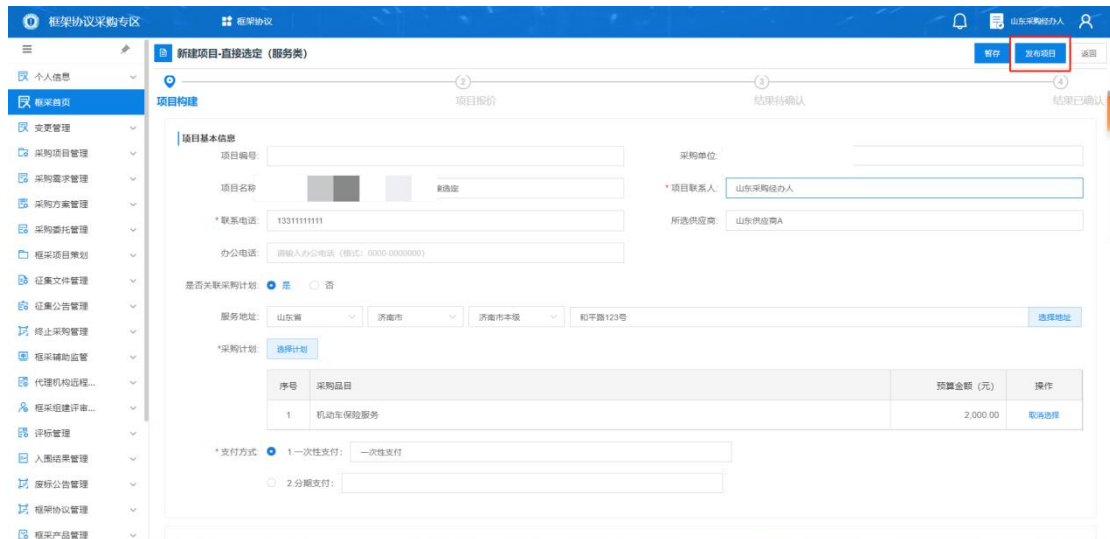 框架协议采购专区 框架协议 山东采购经办人
新建项目-直接选定（服务类） 暂存 发布项目 返回
个人信息
框采首页
变更管理
采购项目管理
采购需求管理
采购方案管理
采购委托管理
框采项目策划
征集文件管理
征集公告管理
终止采购管理
框采辅助监管
代理机构远程...
框采组建评审...
评标管理
入围结果管理
废标公告管理
框架协议管理
框采产品管理
2 3 4
项目构建 项目报价 结果待确认 结果已确认
项目基本信息
项目编号: 采购单位:
项目名称 选定 *项目联系人: 山东采购经办人
*联系电话: 13311111111 所选供应商: 山东供应商A
办公电话: 请输入办公电话（格式：0000-0000000）
是否关联采购计划: 是 否
服务地址: 山东省 济南市 济南市本级 和平路123号 选择地址
*采购计划: 选择计划
序号 采购品目 预算金额（元） 操作
1 机动车保险服务 2,000.00 取消选择
*支付方式: 1.一次性支付： 一次性支付
2.分期支付：